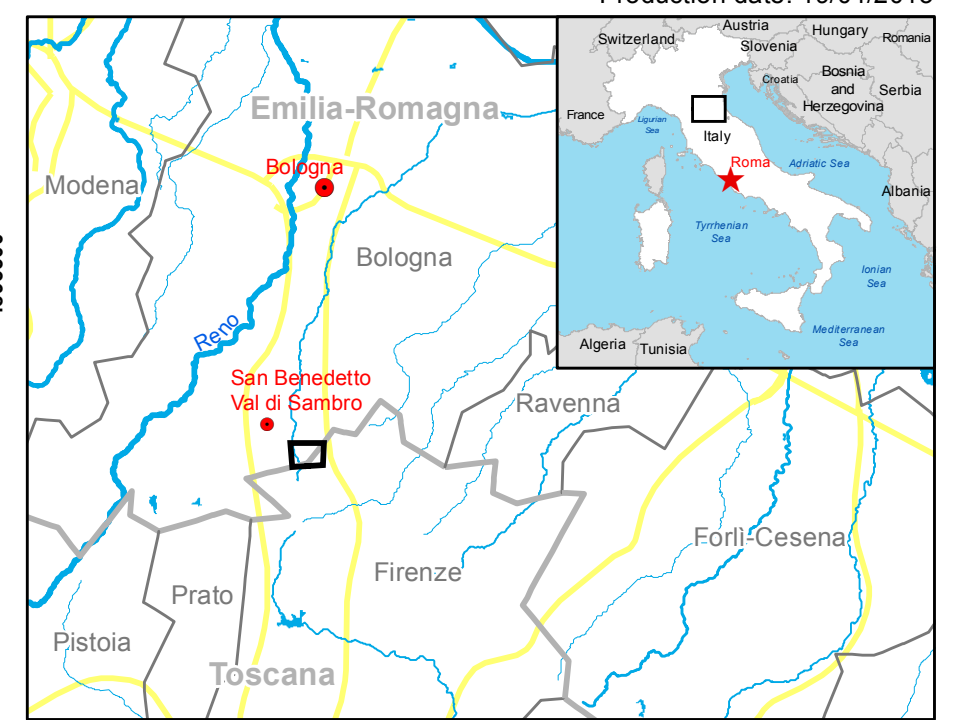 Emilia-Romagna
Bologna
Modena
Bologna
Reno
San Benedetto
Val di Sambro
Ravenna
Forlì-Cesena
Firenze
Prato
Pistoia
Toscana
Austria
Hungary
Romania
Switzerland
Slovenia
Croatia
Bosnia
and
Herzegovina
Serbia
France
Ligurian
Sea
Italy
Roma
Adriatic Sea
Albania
Tyrrhenian
Sea
Ionian
Sea
Mediterranean
Sea
Algeria
Tunisia